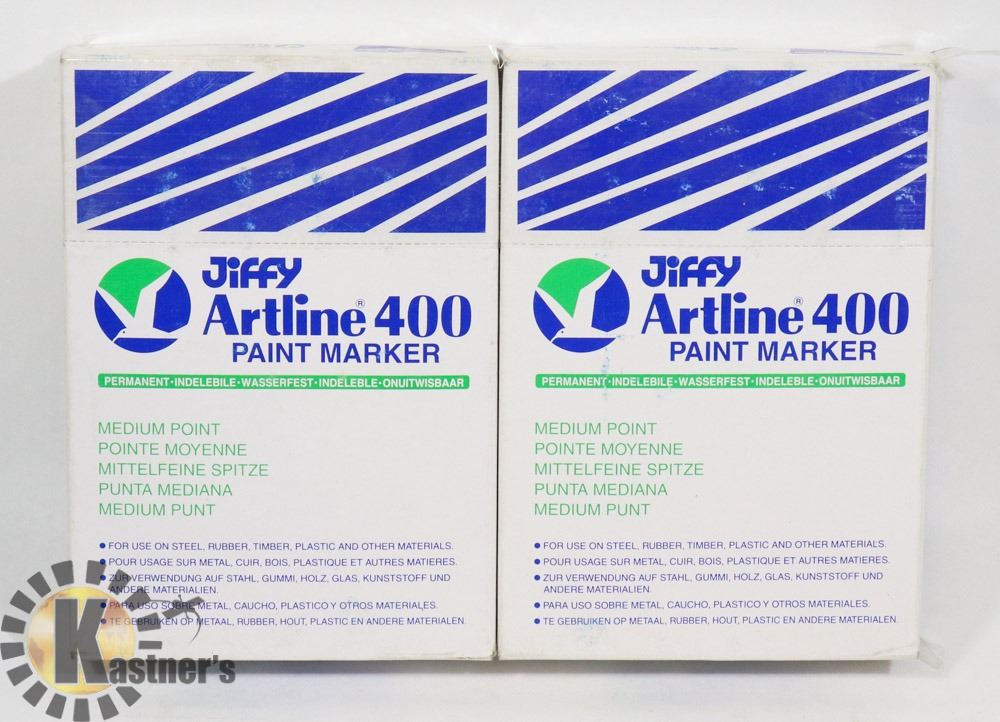 Jiffy
Artline® 400
PAINT MARKER
PERMANENT·INDELEBILE·WASSERFEST·INDELEBLE·ONUITWISBAAR
MEDIUM POINT
POINTE MOYENNE
MITTELFEINE SPITZE
PUNTA MEDIANA
MEDIUM PUNT
● FOR USE ON STEEL, RUBBER, TIMBER, PLASTIC AND OTHER MATERIALS.
● POUR USAGE SUR METAL, CUIR, BOIS, PLASTIQUE ET AUTRES MATIERES.
● ZUR VERWENDUNG AUF STAHL, GUMMI, HOLZ, GLAS, KUNSTSTOFF UND
ANDERE MATERIALIEN.
● PARA USO SOBRE METAL, CAUCHO, PLASTICO Y OTROS MATERIALES.
● TE GEBRUIKEN OP METAAL, RUBBER, HOUT, PLASTIC EN ANDERE MATERIALEN.
Jiffy
Artline® 400
PAINT MARKER
PERMANENT·INDELEBILE·WASSERFEST·INDELEBLE·ONUITWISBAAR
MEDIUM POINT
POINTE MOYENNE
MITTELFEINE SPITZE
PUNTA MEDIANA
MEDIUM PUNT
● FOR USE ON STEEL, RUBBER, TIMBER, PLASTIC AND OTHER MATERIALS.
● POUR USAGE SUR METAL, CUIR, BOIS, PLASTIQUE ET AUTRES MATIERES.
● ZUR VERWENDUNG AUF STAHL, GUMMI, HOLZ, GLAS, KUNSTSTOFF UND
ANDERE MATERIALIEN.
● PARA USO SOBRE METAL, CAUCHO, PLASTICO Y OTROS MATERIALES.
● TE GEBRUIKEN OP METAAL, RUBBER, HOUT, PLASTIC EN ANDERE MATERIALEN.
Kastner's